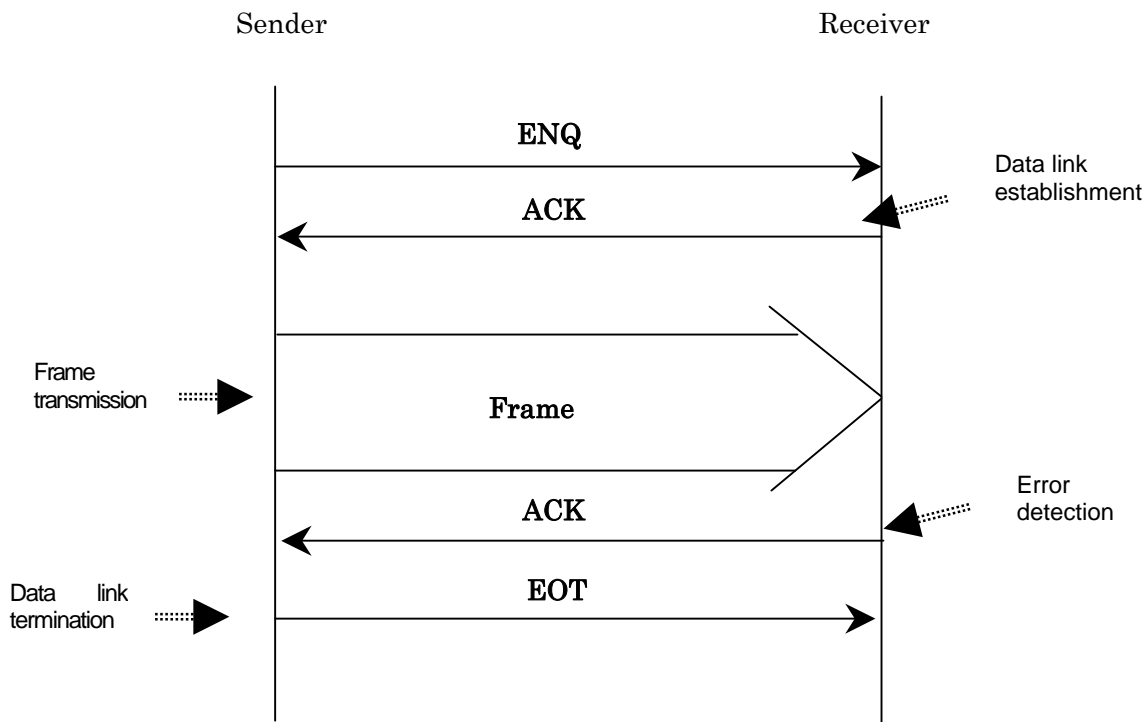 Sender
Receiver
ENQ
Data link
establishment
ACK
Frame
transmission
Frame
ACK
Error
detection
EOT
Data link
termination